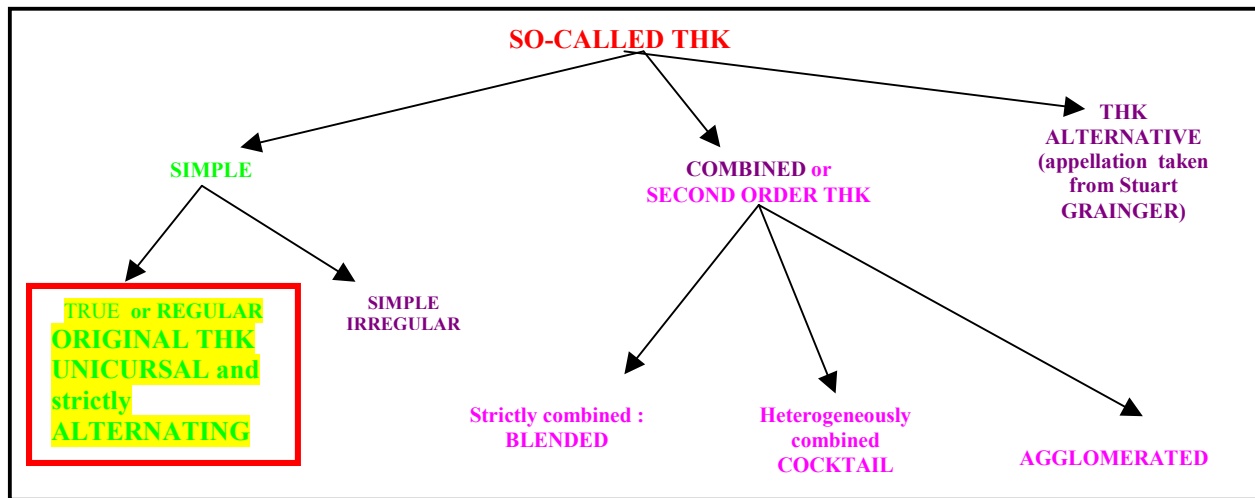 SO-CALLED THK
THK
ALTERNATIVE
(appellation taken
from Stuart
GRAINGER)
SIMPLE
COMBINED or
SECOND ORDER THK
TRUE or REGULAR
ORIGINAL THK
UNICURSAL and
strictly
ALTERNATING
SIMPLE
IRREGULAR
Strictly combined :
BLENDED
Heterogeneously
combined
COCKTAIL
AGGLOMERATED